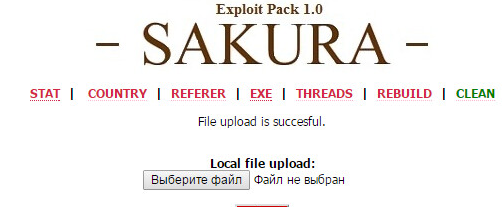 Exploit Pack 1.0
– SAKURA –
STAT | COUNTRY | REFERER | EXE | THREADS | REBUILD | CLEAN
File upload is succesful.
Local file upload:
Выберите файл Файл не выбран